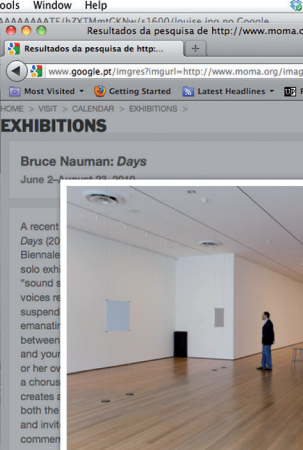 ools Window Help
Resultados da pesquisa de http://www.moma.o
Resultados da pesquisa de http:...
www.google.pt/imgres?imgurl=http://www.moma.org/imag
Most Visited Getting Started Latest Headlines
HOME > VISIT > CALENDAR > EXHIBITIONS >
EXHIBITIONS
Bruce Nauman: Days
June 2–August 23, 2010
A recent
Days (20
Biennale
solo exhi
"sound s
voices re
suspend
emanatin
between
and your
or her ov
a chorus
creates a
both the
and invit
commen